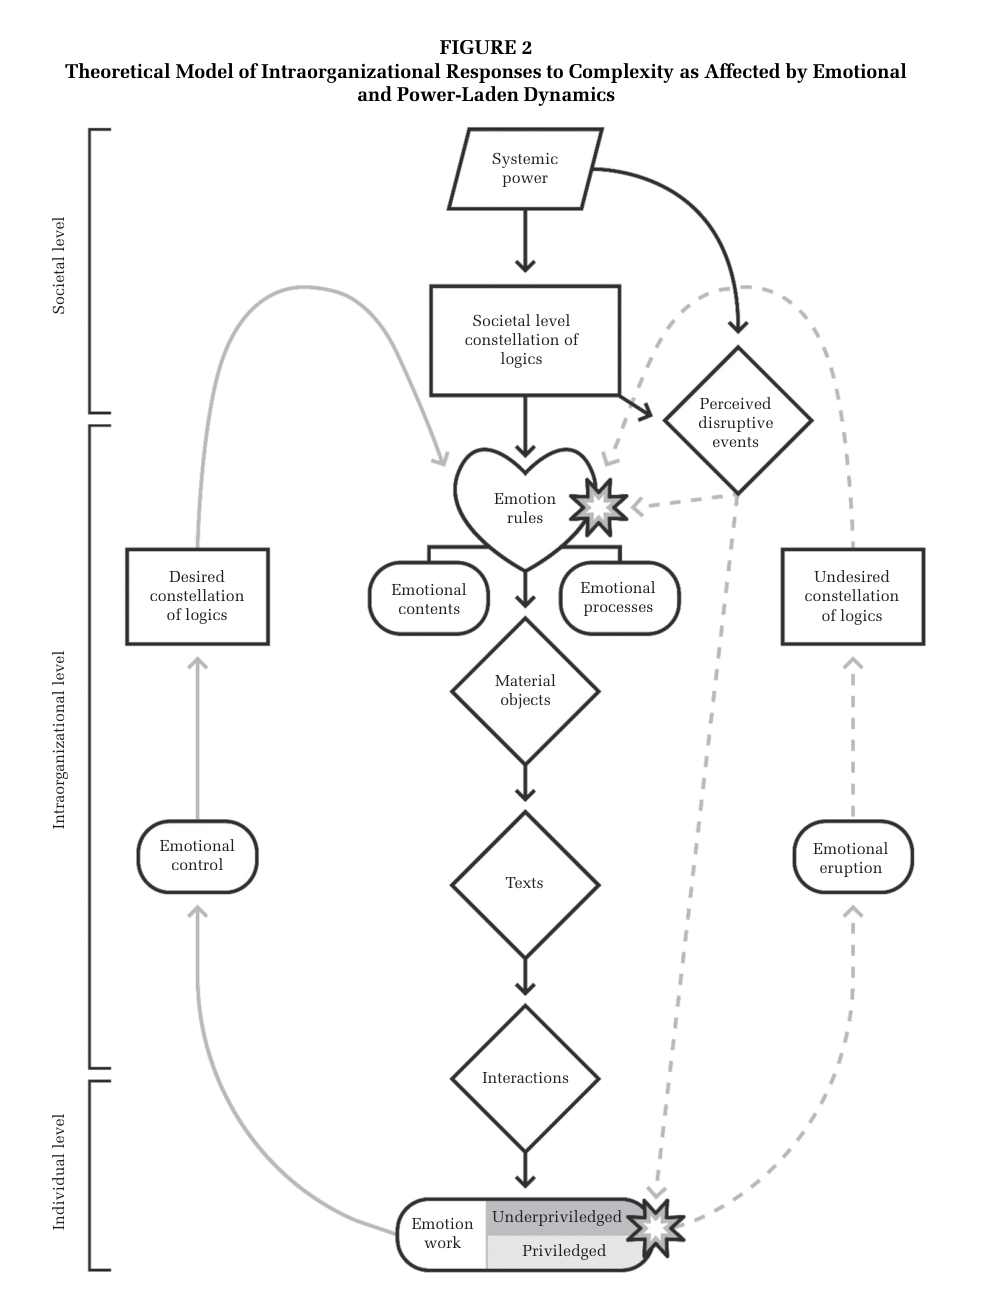 FIGURE 2
Theoretical Model of Intraorganizational Responses to Complexity as Affected by Emotional
and Power-Laden Dynamics
Societal level
Systemic
power
Societal level
constellation of
logics
Perceived
disruptive
events
Intraorganizational level
Emotion
rules
Emotional
contents
Emotional
processes
Desired
constellation
of logics
Undesired
constellation
of logics
Material
objects
Emotional
control
Texts
Emotional
eruption
Interactions
Individual level
Emotion
work
Underpriviledged
Priviledged